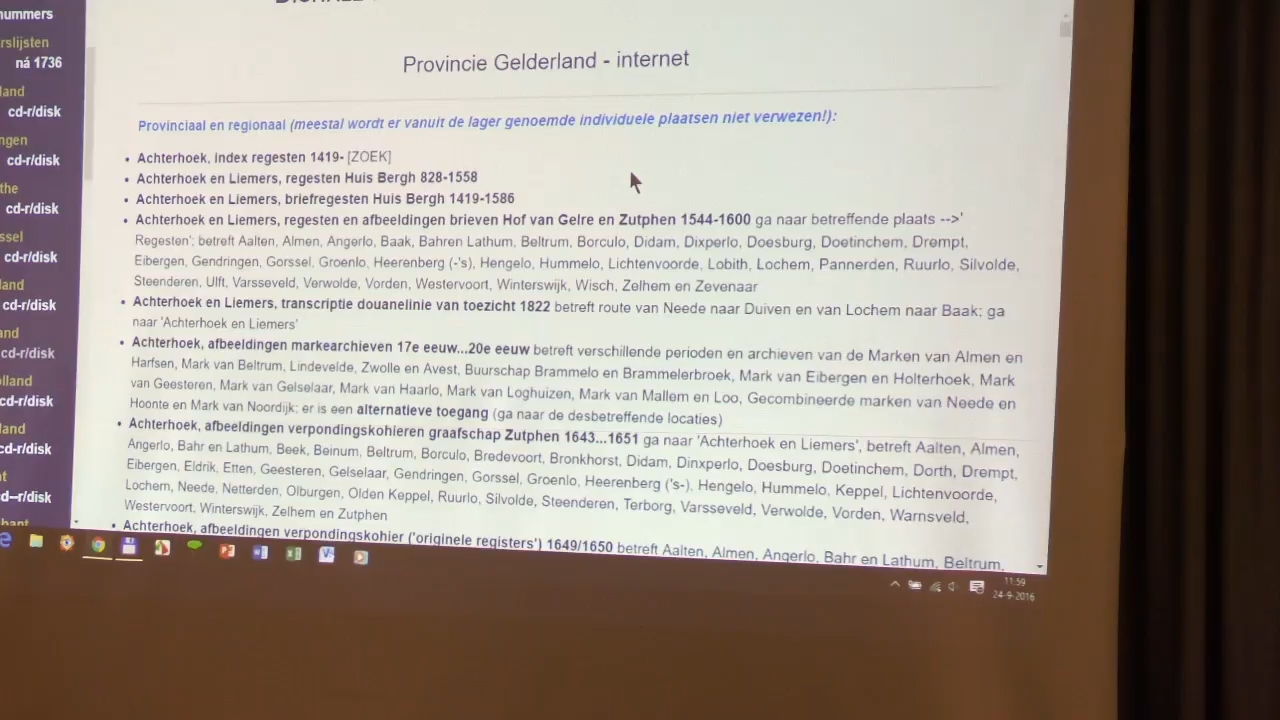 nummers
rslijsten
ná 1736
land
cd-r/disk
ngen
cd-r/disk
the
cd-r/disk
ssel
cd-r/disk
land
cd-r/disk
and
cd-r/disk
olland
cd-r/disk
land
cd-r/disk
t
cd-r/disk
bant
Provincie Gelderland - internet
Provinciaal en regionaal (meestal wordt er vanuit de lager genoemde individuele plaatsen niet verwezen!):
• Achterhoek, index regesten 1419- [ZOEK]
• Achterhoek en Liemers, regesten Huis Bergh 828-1558
• Achterhoek en Liemers, briefregesten Huis Bergh 1419-1586
• Achterhoek en Liemers, regesten en afbeeldingen brieven Hof van Gelre en Zutphen 1544-1600 ga naar betreffende plaats -->'
Regesten'; betreft Aalten, Almen, Angerlo, Baak, Bahren Lathum, Beltrum, Borculo, Didam, Dixperlo, Doesburg, Doetinchem, Drempt,
Eibergen, Gendringen, Gorssel, Groenlo, Heerenberg (-'s), Hengelo, Hummelo, Lichtenvoorde, Lobith, Lochem, Pannerden, Ruurlo, Silvolde,
Steenderen, Ulft, Varsseveld, Verwolde, Vorden, Westervoort, Winterswijk, Wisch, Zelhem en Zevenaar
• Achterhoek en Liemers, transcriptie douanelinie van toezicht 1822 betreft route van Neede naar Duiven en van Lochem naar Baak; ga
naar 'Achterhoek en Liemers'
• Achterhoek, afbeeldingen markearchieven 17e eeuw...20e eeuw betreft verschillende perioden en archieven van de Marken van Almen en
Harfsen, Mark van Beltrum, Lindevelde, Zwolle en Avest, Buurschap Brammelo en Brammelerbroek, Mark van Eibergen en Holterhoek, Mark
van Geesteren, Mark van Gelselaar, Mark van Haarlo, Mark van Loghuizen, Mark van Mallem en Loo, Gecombineerde marken van Neede en
Hoonte en Mark van Noordijk; er is een alternatieve toegang (ga naar de desbetreffende locaties)
• Achterhoek, afbeeldingen verpondingskohieren graafschap Zutphen 1643...1651 ga naar 'Achterhoek en Liemers', betreft Aalten, Almen,
Angerlo, Bahr en Lathum, Beek, Beinum, Beltrum, Borculo, Bredevoort, Bronkhorst, Didam, Dinxperlo, Doesburg, Doetinchem, Dorth, Drempt,
Eibergen, Eldrik, Etten, Geesteren, Gelselaar, Gendringen, Gorssel, Groenlo, Heerenberg ('s-). Hengelo, Hummelo, Keppel, Lichtenvoorde,
Lochem, Neede, Netterden, Olburgen, Olden Keppel, Ruurlo, Silvolde, Steenderen, Terborg, Varsseveld, Verwolde, Vorden, Warnsveld,
Westervoort, Winterswijk, Zelhem en Zutphen
• Achterhoek, afbeeldingen verpondingskohier ('originele registers') 1649/1650 betreft Aalten, Almen, Angerlo, Bahr en Lathum, Beltrum,
11:59
24-9-2016